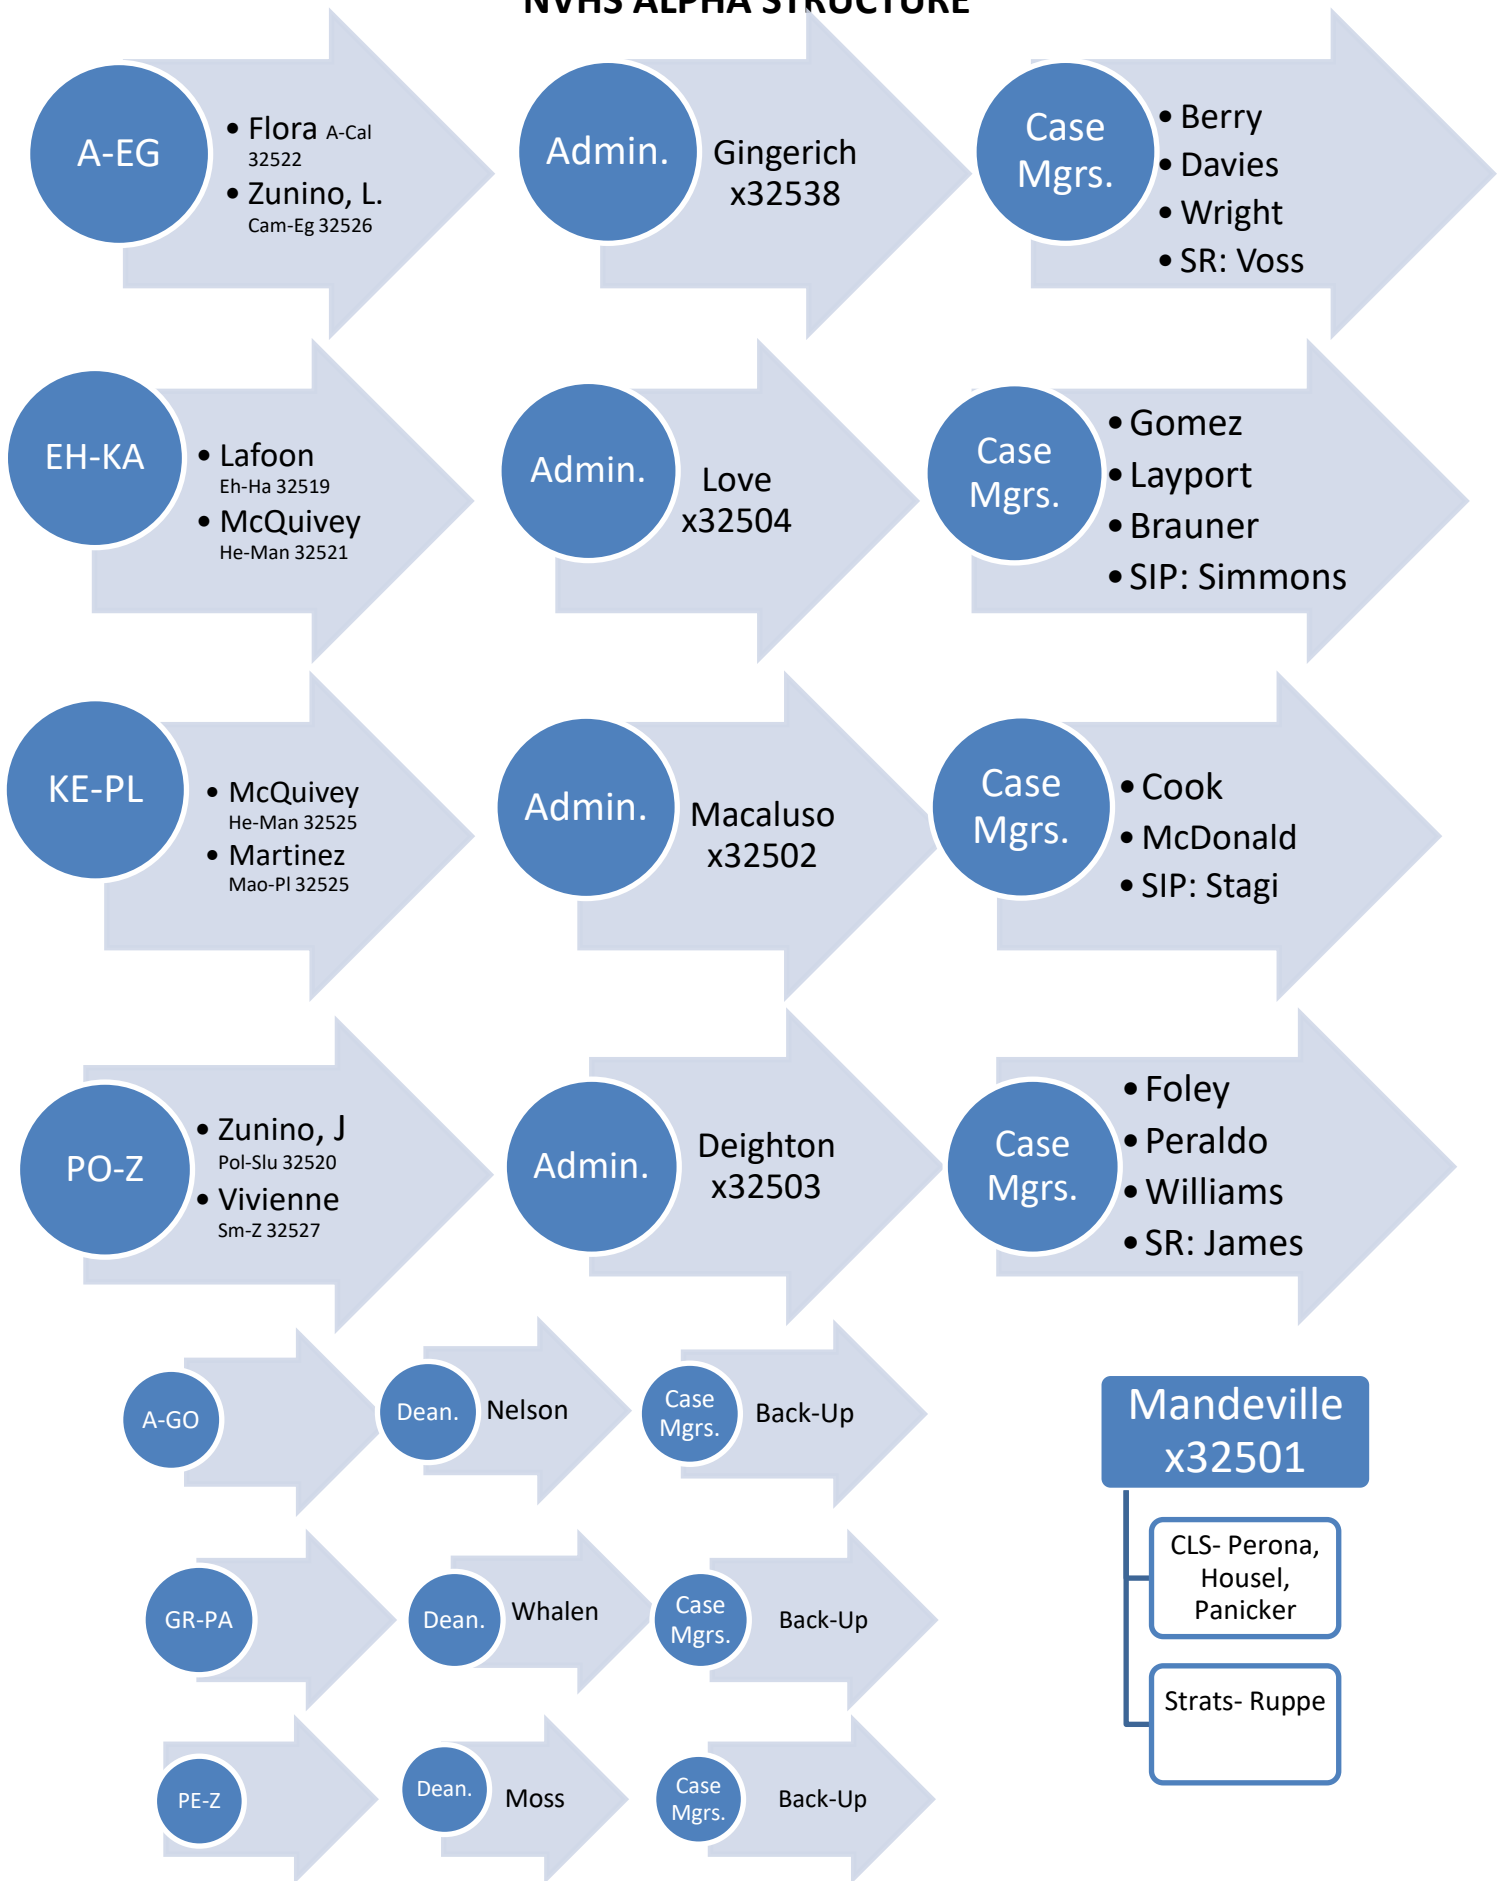 NVHS ALPHA STRUCTURE
A-EG
• Flora A-Cal
32522
• Zunino, L.
Cam-Eg 32526
Admin.
Gingerich
x32538
Case
Mgrs.
• Berry
• Davies
• Wright
• SR: Voss
EH-KA
• Lafoon
Eh-Ha 32519
• McQuivey
He-Man 32521
Admin.
Love
x32504
Case
Mgrs.
• Gomez
• Layport
• Brauner
• SIP: Simmons
KE-PL
• McQuivey
He-Man 32525
• Martinez
Mao-Pl 32525
Admin.
Macaluso
x32502
Case
Mgrs.
• Cook
• McDonald
• SIP: Stagi
PO-Z
• Zunino, J
Pol-Slu 32520
• Vivienne
Sm-Z 32527
Admin.
Deighton
x32503
Case
Mgrs.
• Foley
• Peraldo
• Williams
• SR: James
A-GO
Dean.
Nelson
Case
Mgrs.
Back-Up
GR-PA
Dean.
Whalen
Case
Mgrs.
Back-Up
PE-Z
Dean.
Moss
Case
Mgrs.
Back-Up
Mandeville
x32501
CLS- Perona,
Housel,
Panicker
Strats- Ruppe